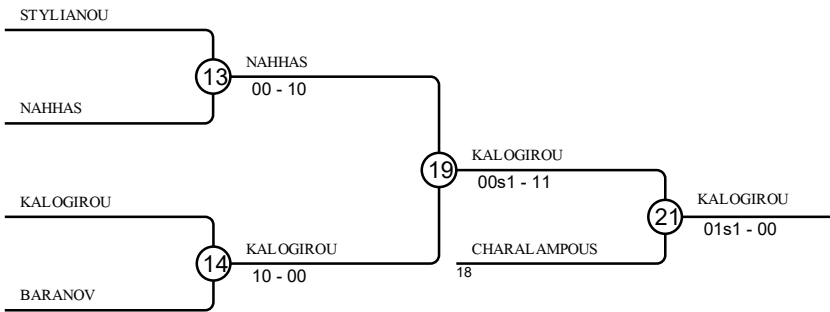 STYLIANOU
13
NAHHAS
00 - 10
NAHHAS
19
KALOGIROU
00s1 - 11
21
KALOGIROU
01s1 - 00
KALOGIROU
14
KALOGIROU
10 - 00
CHARALAMPOUS
18
BARANOV